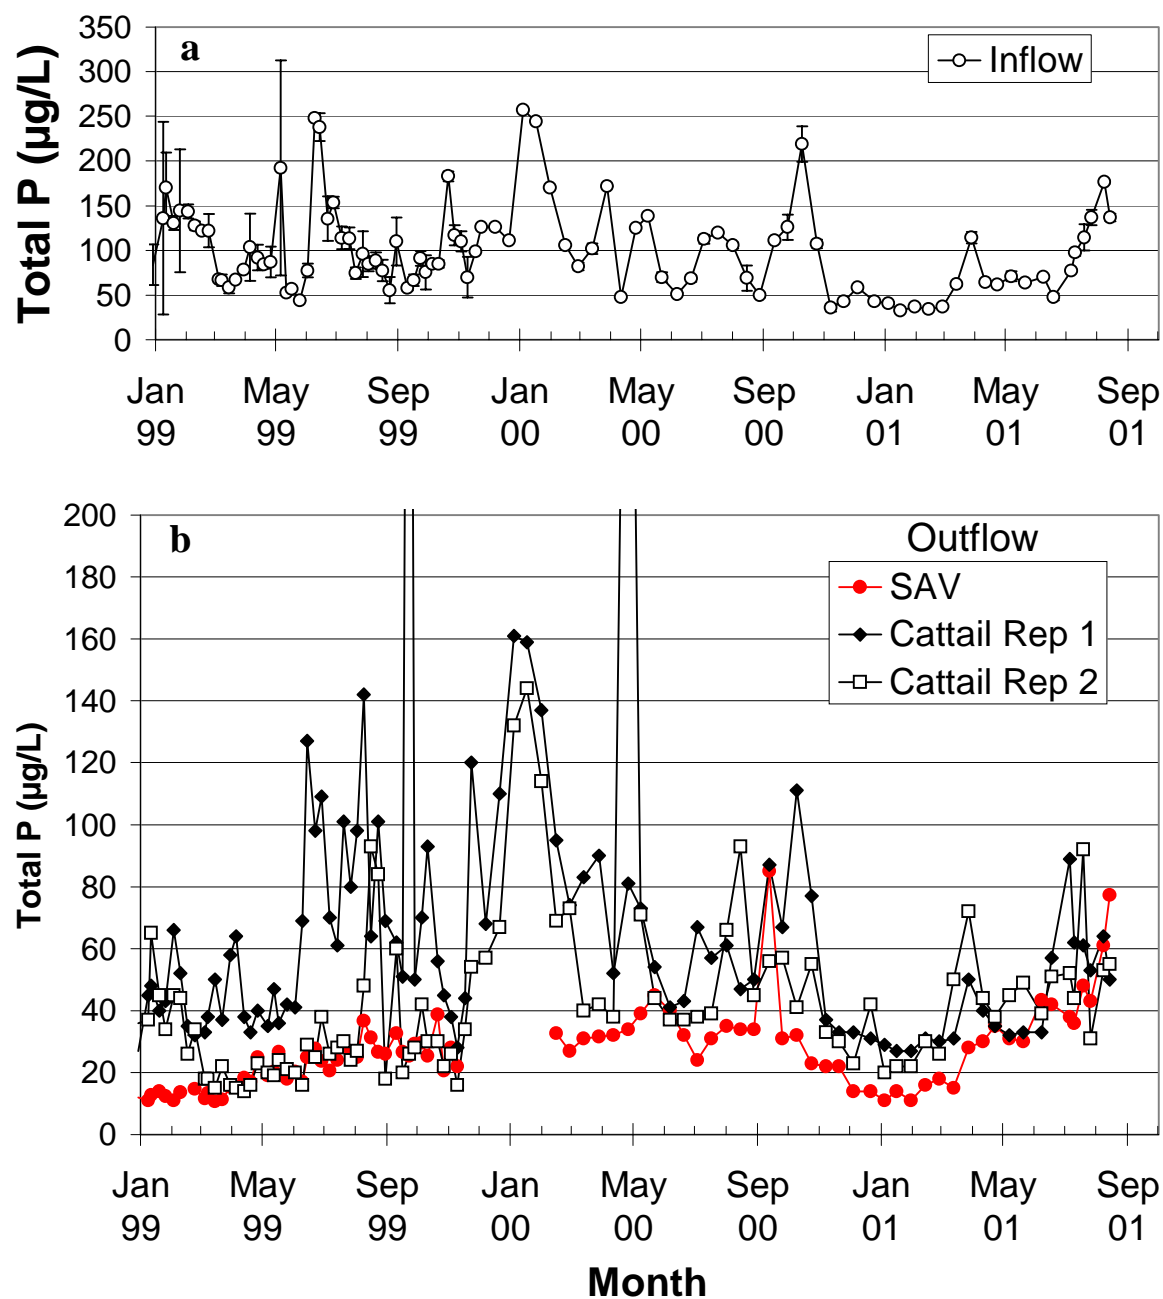 a
Inflow
Total P (µg/L)
350
300
250
200
150
100
50
0
Jan 99
May 99
Sep 99
Jan 00
May 00
Sep 00
Jan 01
May 01
Sep 01
b
Outflow
SAV
Cattail Rep 1
Cattail Rep 2
Total P (µg/L)
200
180
160
140
120
100
80
60
40
20
0
Jan 99
May 99
Sep 99
Jan 00
May 00
Sep 00
Jan 01
May 01
Sep 01
Month